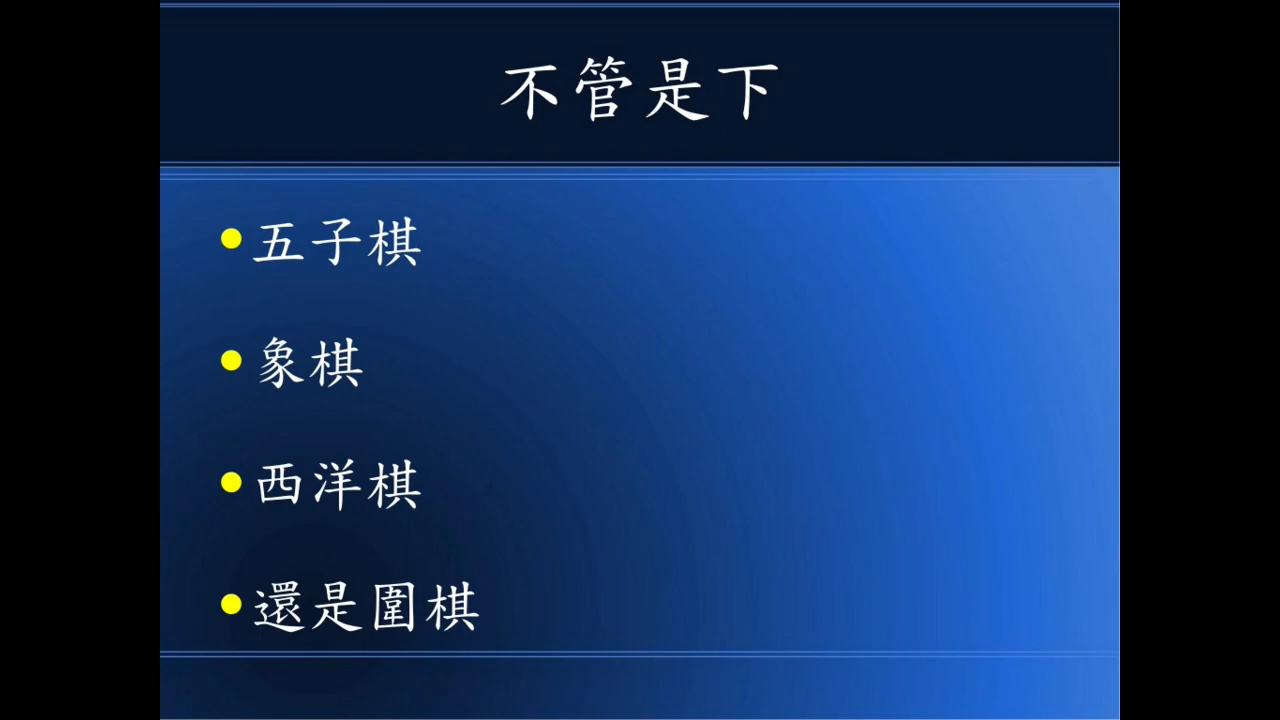 不管是下
五子棋
象棋
西洋棋
還是圍棋